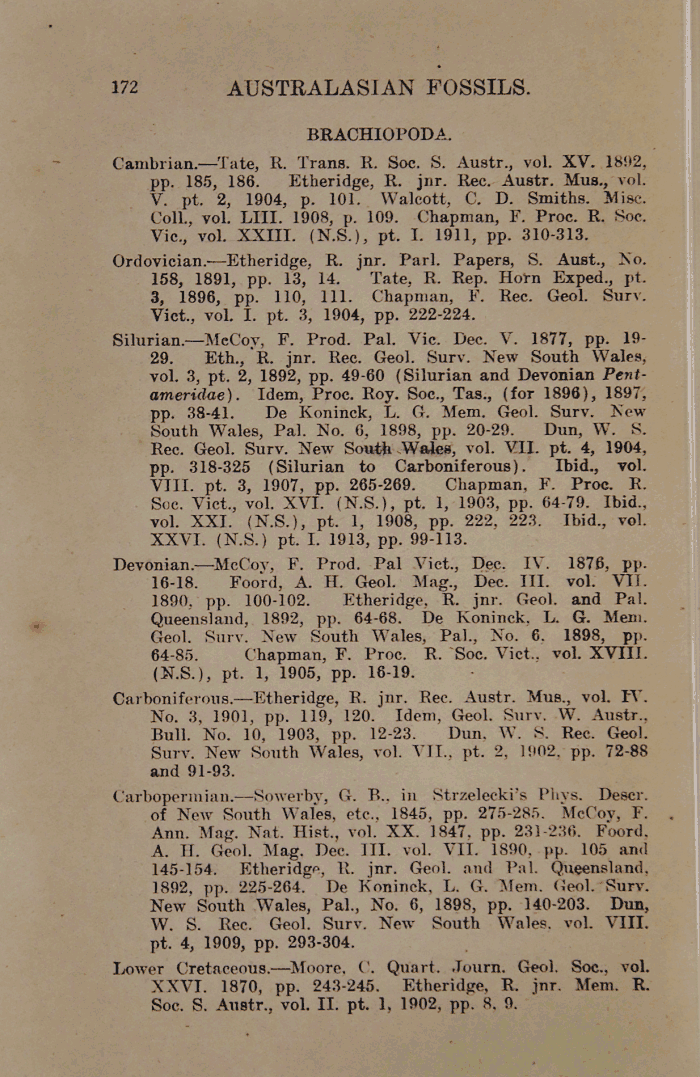 172 AUSTRALASIAN FOSSILS.
BRACHIOPODA.
Cambrian.—Tate, R. Trans. R. Soc. S. Austr., vol. XV. 1892,
pp. 185, 186. Etheridge, R. jnr. Rec. Austr. Mus., vol.
V. pt. 2, 1904, p. 101. Walcott, C. D. Smiths. Misc.
Coll., vol. LIII. 1908, p. 109. Chapman, F. Proc. R. Soc.
Vic., vol. XXIII. (N.S.), pt. I. 1911, pp. 310-313.
Ordovician.—Etheridge, R. jnr. Parl. Papers, S. Aust., No.
158, 1891, pp. 13, 14. Tate, R. Rep. Horn Exped., pt.
3, 1896, pp. 110, 111. Chapman, F. Rec. Geol. Surv.
Vict., vol. I. pt. 3, 1904, pp. 222-224.
Silurian.—McCoy, F. Prod. Pal. Vic. Dec. V. 1877, pp. 19-
29. Eth., R. jnr. Rec. Geol. Surv. New South Wales,
vol. 3, pt. 2, 1892, pp. 49-60 (Silurian and Devonian Pent-
ameridae). Idem, Proc. Roy. Soc., Tas., (for 1896), 1897,
pp. 38-41. De Koninck, L. G. Mem. Geol. Surv. New
South Wales, Pal. No. 6, 1898, pp. 20-29. Dun, W. S.
Rec. Geol. Surv. New South Wales, vol. VII. pt. 4, 1904,
pp. 318-325 (Silurian to Carboniferous). Ibid., vol.
VIII. pt. 3, 1907, pp. 265-269. Chapman, F. Proc. R.
Soc. Vict., vol. XVI. (N.S.), pt. 1, 1903, pp. 64-79. Ibid.,
vol. XXI. (N.S.), pt. 1, 1908, pp. 222, 223. Ibid., vol.
XXVI. (N.S.) pt. I. 1913, pp. 99-113.
Devonian.—McCoy, F. Prod. Pal Vict., Dec. IV. 1876, pp.
16-18. Foord, A. H. Geol. Mag., Dec. III. vol. VII.
1890, pp. 100-102. Etheridge, R. jnr. Geol. and Pal.
Queensland, 1892, pp. 64-68. De Koninck, L. G. Mem.
Geol. Surv. New South Wales, Pal., No. 6. 1898, pp.
64-85. Chapman, F. Proc. R. Soc. Vict., vol. XVIII.
(N.S.), pt. 1, 1905, pp. 16-19.
Carboniferous.—Etheridge, R. jnr. Rec. Austr. Mus., vol. IV.
No. 3, 1901, pp. 119, 120. Idem, Geol. Surv. W. Austr.,
Bull. No. 10, 1903, pp. 12-23. Dun, W. S. Rec. Geol.
Surv. New South Wales, vol. VII., pt. 2, 1902, pp. 72-88
and 91-93.
Carbopermian.—Sowerby, G. B., in Strzelecki's Phys. Descr.
of New South Wales, etc., 1845, pp. 275-285. McCoy, F.
Ann. Mag. Nat. Hist., vol. XX. 1847, pp. 231-236. Foord,
A. H. Geol. Mag. Dec. III. vol. VII. 1890, pp. 105 and
145-154. Etheridge, R. jnr. Geol. and Pal. Queensland,
1892, pp. 225-264. De Koninck, L. G. Mem. Geol. Surv.
New South Wales, Pal., No. 6, 1898, pp. 140-203. Dun,
W. S. Rec. Geol. Surv. New South Wales, vol. VIII.
pt. 4, 1909, pp. 293-304.
Lower Cretaceous.—Moore, C. Quart. Journ. Geol. Soc., vol.
XXVI. 1870, pp. 243-245. Etheridge, R. jnr. Mem. R.
Soc. S. Austr., vol. II. pt. 1, 1902, pp. 8, 9.